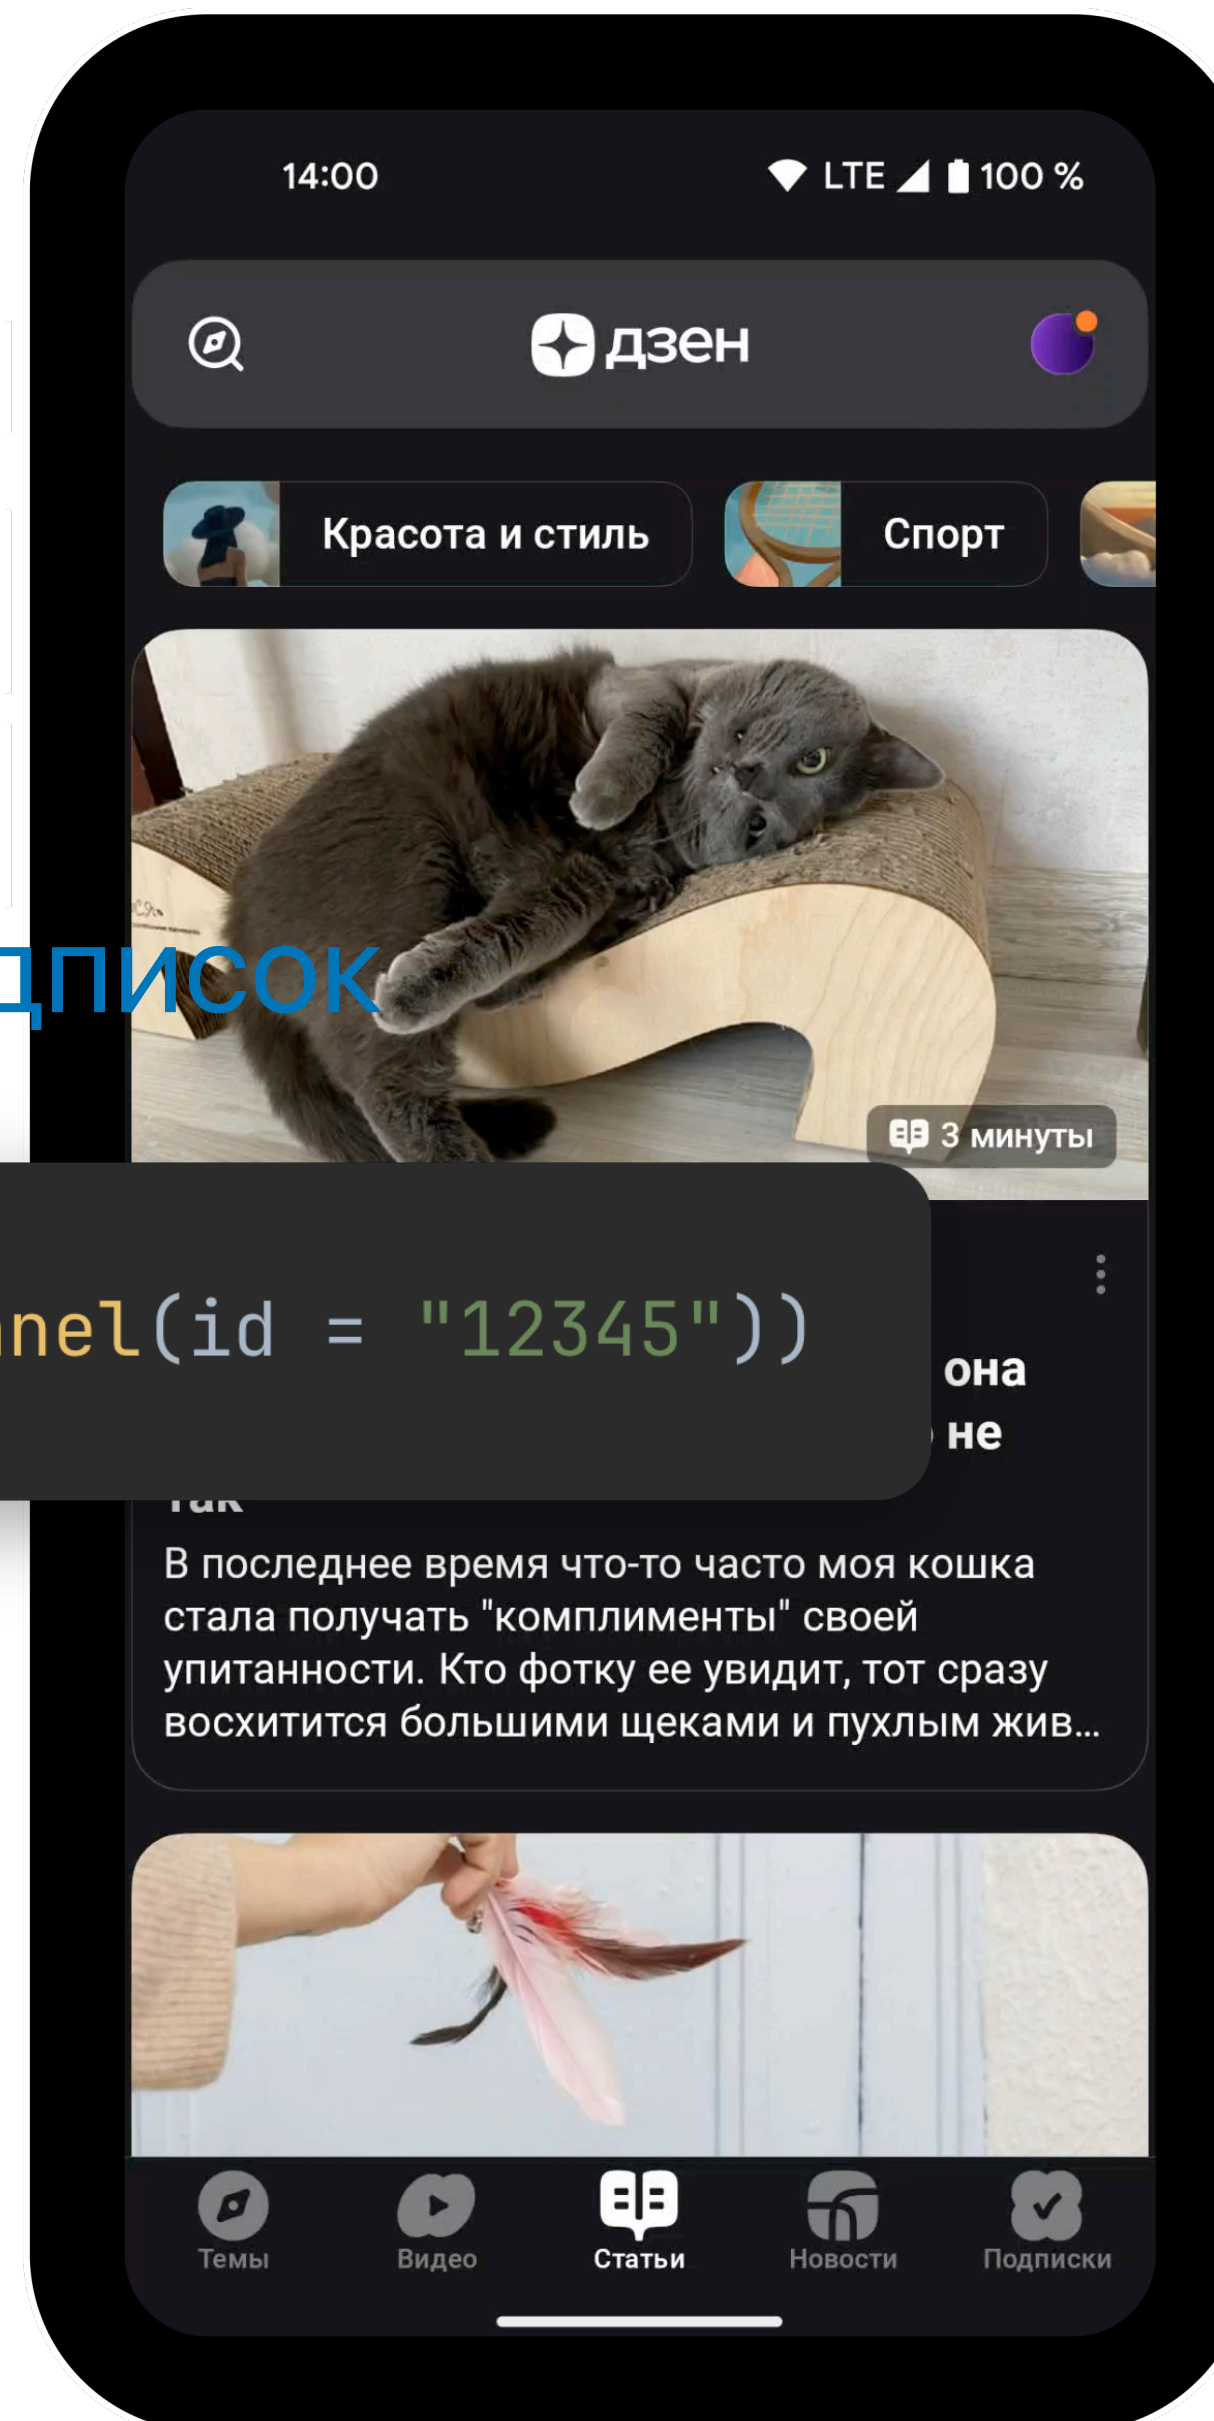 14:00 LTE 100 %
дзен
Красота и стиль Спорт
дписок
3 минуты
nel(id = "12345"))
она
не
так
В последнее время что-то часто моя кошка
стала получать "комплименты" своей
упитанности. Кто фотку ее увидит, тот сразу
восхитится большими щеками и пухлым жив...
Темы Видео Статьи Новости Подписки